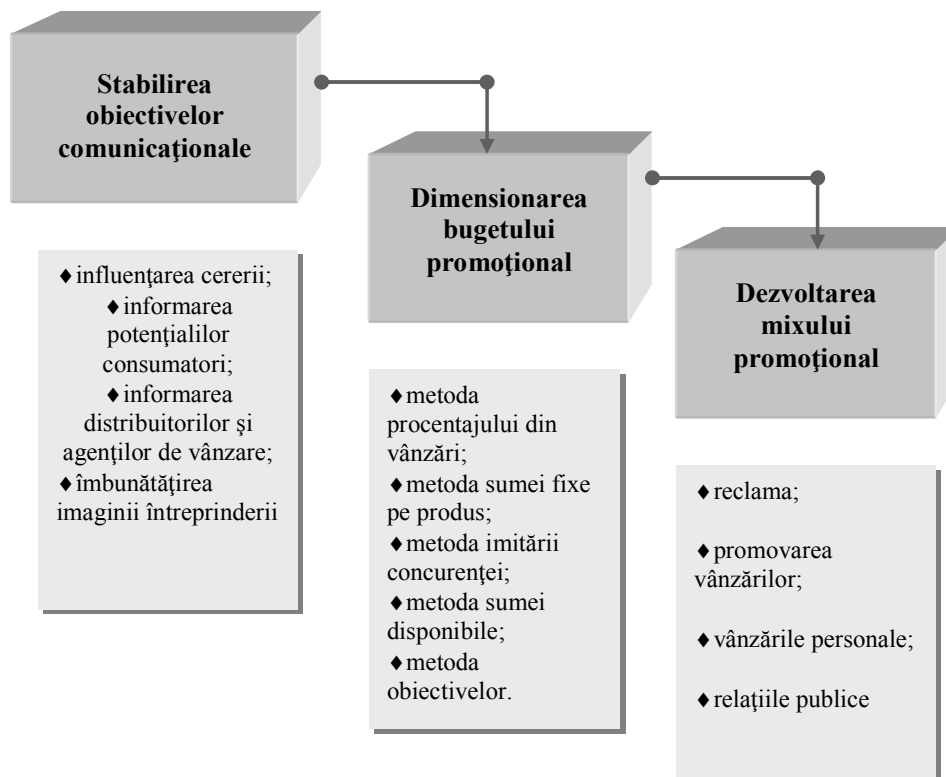 Stabilirea
obiectivelor
comunicaţionale
♦influenţarea cererii;
♦informarea
potenţialilor
consumatori;
♦informarea
distribuitorilor şi
agenţilor de vânzare;
♦îmbunătăţirea
imaginii întreprinderii
Dimensionarea
bugetului
promoţional
♦metoda
procentajului din
vânzări;
♦metoda sumei fixe
pe produs;
♦metoda imitării
concurenţei;
♦metoda sumei
disponibile;
♦metoda
obiectivelor.
Dezvoltarea
mixului
promoţional
♦reclama;
♦promovarea
vânzărilor;
♦vânzările personale;
♦relaţiile publice